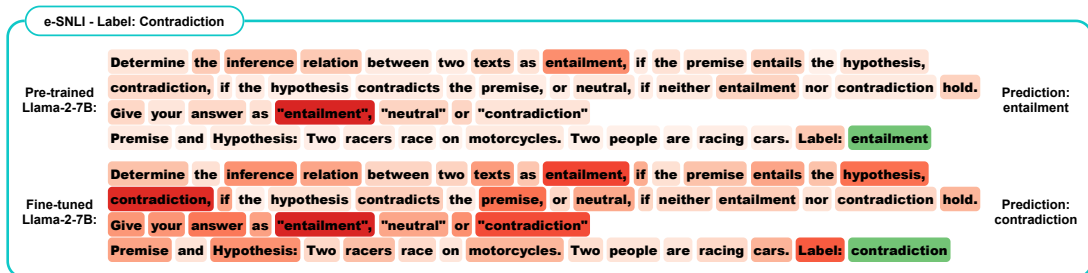 e-SNLI - Label: Contradiction
Pre-trained Llama-2-7B:
Determine the inference relation between two texts as entailment, if the premise entails the hypothesis,
contradiction, if the hypothesis contradicts the premise, or neutral, if neither entailment nor contradiction hold.
Give your answer as "entailment", "neutral" or "contradiction"
Premise and Hypothesis: Two racers race on motorcycles. Two people are racing cars. Label: entailment
Prediction:
entailment
Fine-tuned
Llama-2-7B:
Determine the inference relation between two texts as entailment, if the premise entails the hypothesis,
contradiction, if the hypothesis contradicts the premise, or neutral, if neither entailment nor contradiction hold.
Give your answer as "entailment", "neutral" or "contradiction"
Premise and Hypothesis: Two racers race on motorcycles. Two people are racing cars. Label: contradiction
Prediction:
contradiction